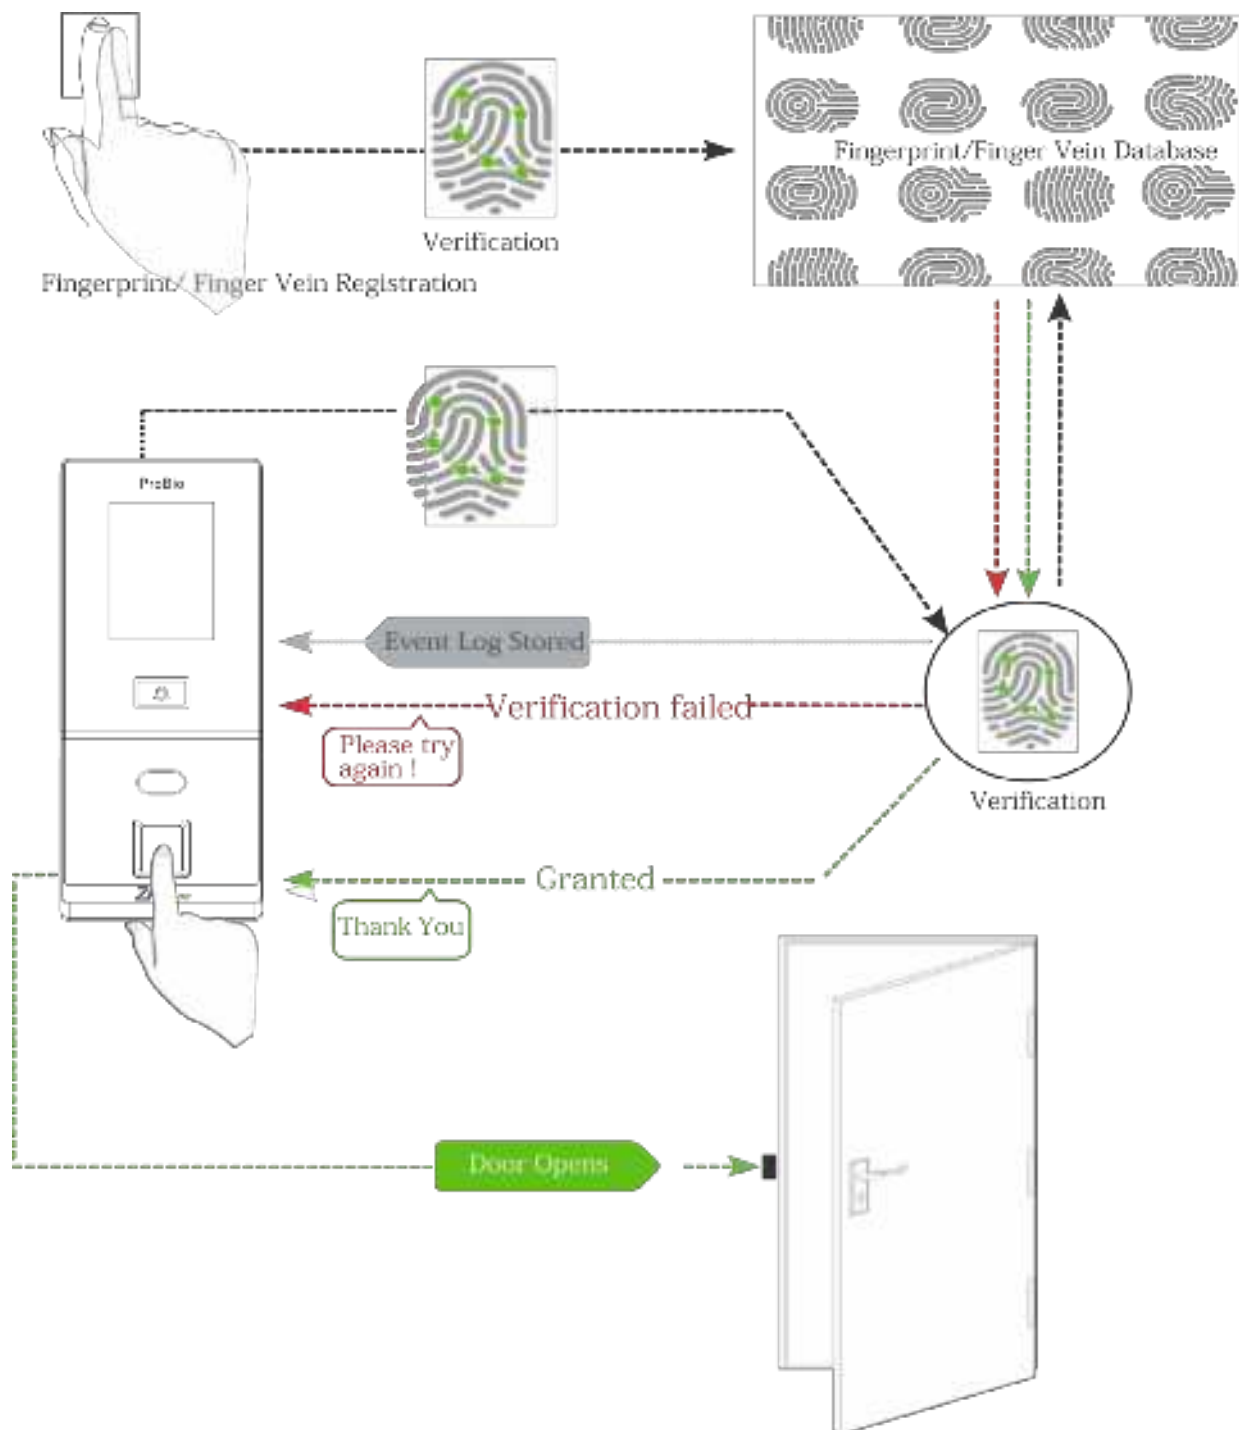 Fingerprint/Finger Vein Database
Verification
Fingerprint/ Finger Vein Registration
ProBio
Event Log Stored
Verification failed
Please try
again !
Verification
Granted
Thank You
Door Opens